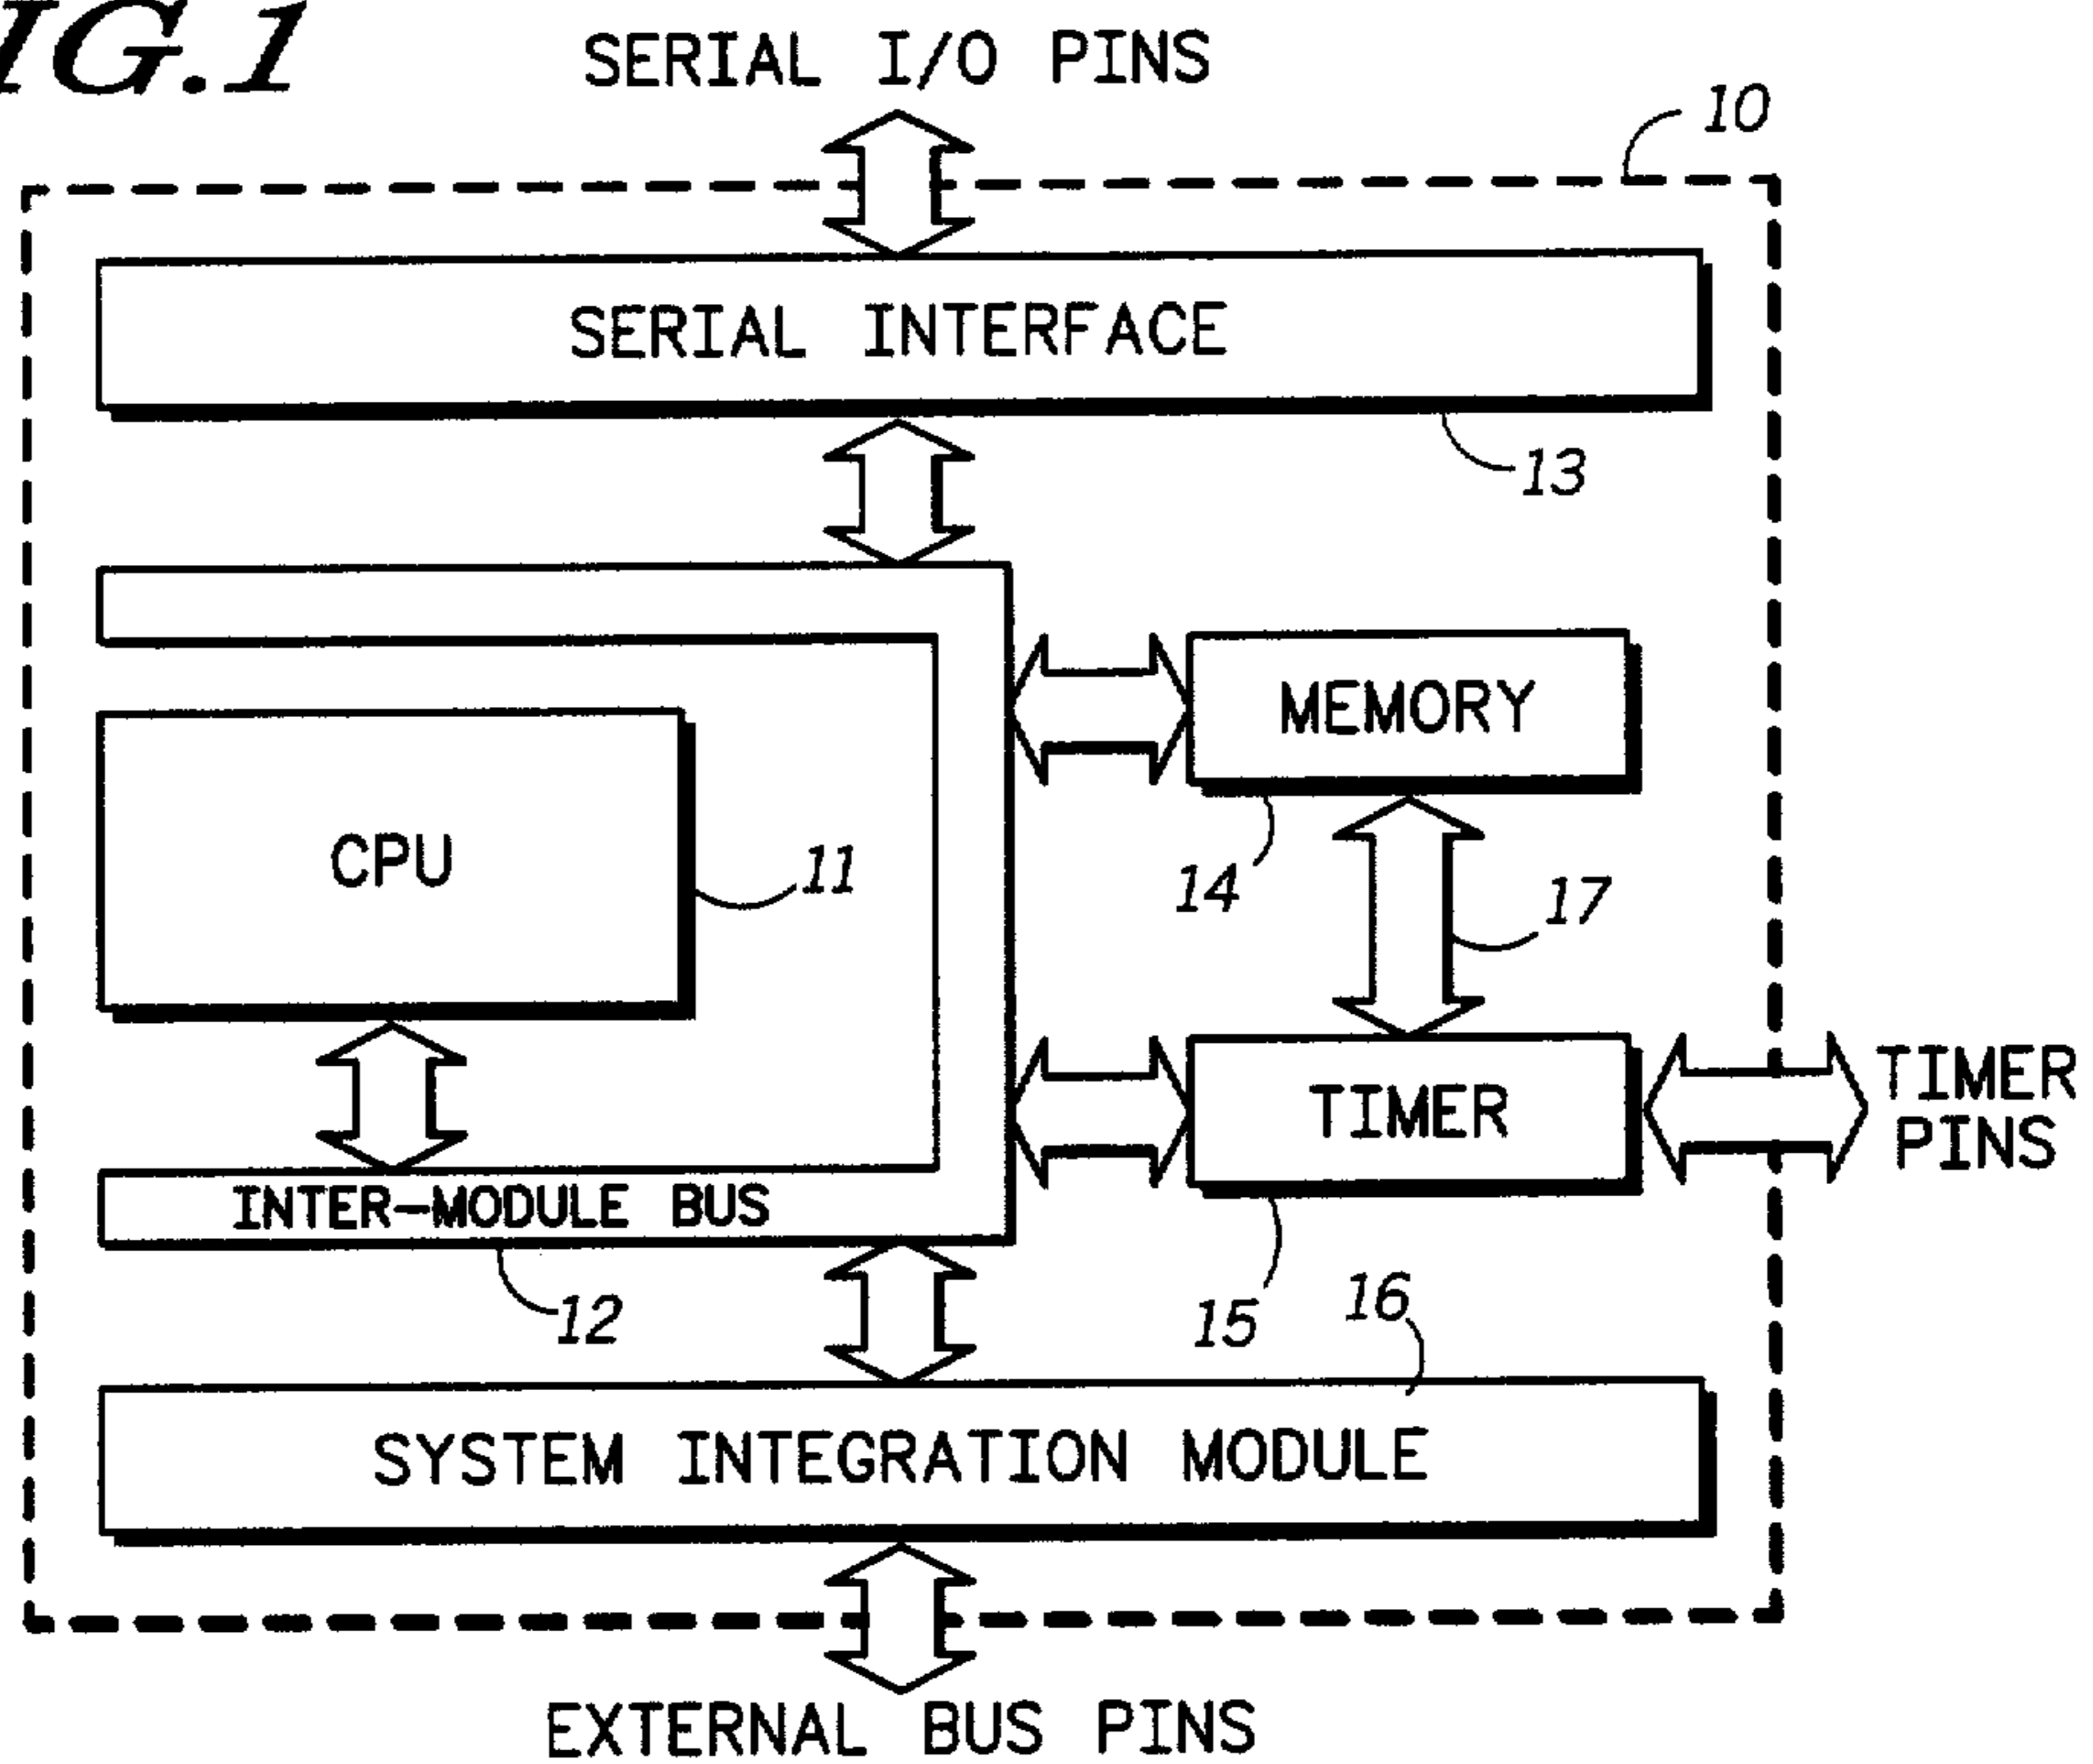 IG.1
SERIAL I/O PINS
10
SERIAL INTERFACE
13
MEMORY
CPU
11
14
17
TIMER
TIMER
PINS
INTER-MODULE BUS
12
15
16
SYSTEM INTEGRATION MODULE
EXTERNAL BUS PINS